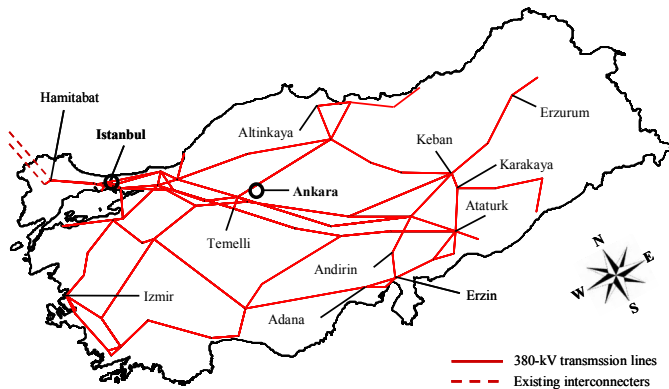 Hamitabat
Istanbul
Altinkaya
Erzurum
Keban
Karakaya
Ankara
Ataturk
Temelli
Andirin
Izmir
Adana
Erzin
N
E
W
S
380-kV transmssion lines
Existing interconnecters